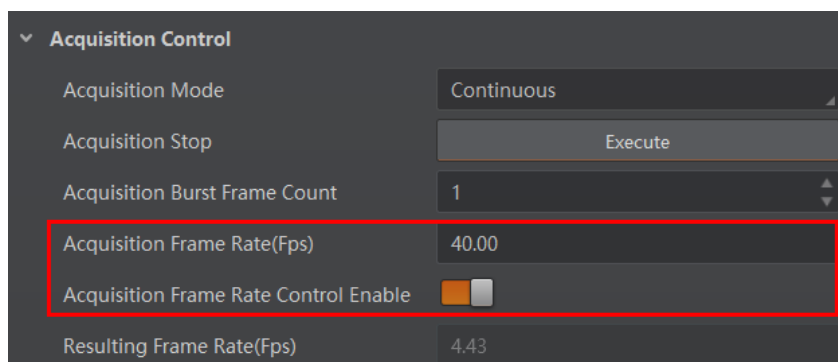 Acquisition Control
Acquisition Mode Continuous
Acquisition Stop Execute
Acquisition Burst Frame Count 1
Acquisition Frame Rate(Fps) 40.00
Acquisition Frame Rate Control Enable
Resulting Frame Rate(Fps) 4.43